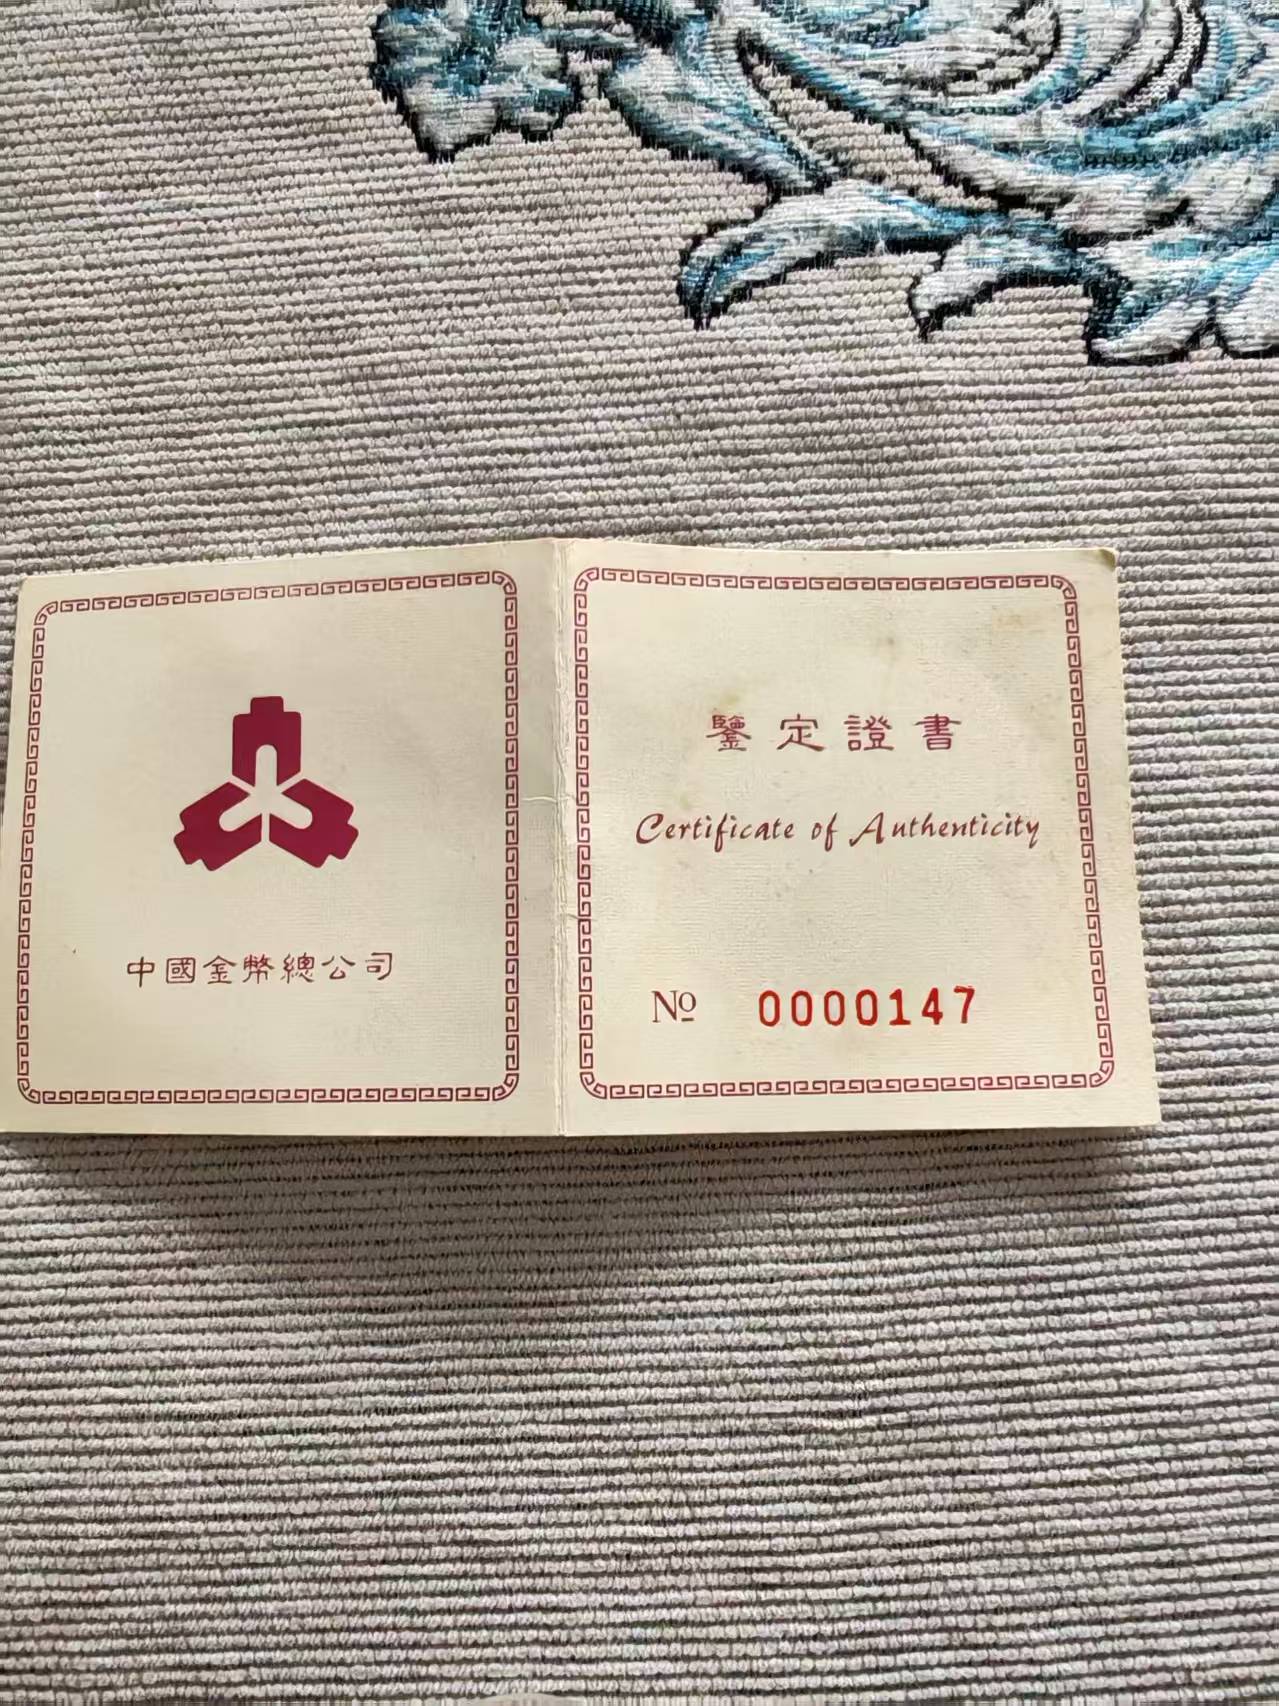 中國金幣總公司
鑒定證書
Certificate of Authenticity
№ 0000147